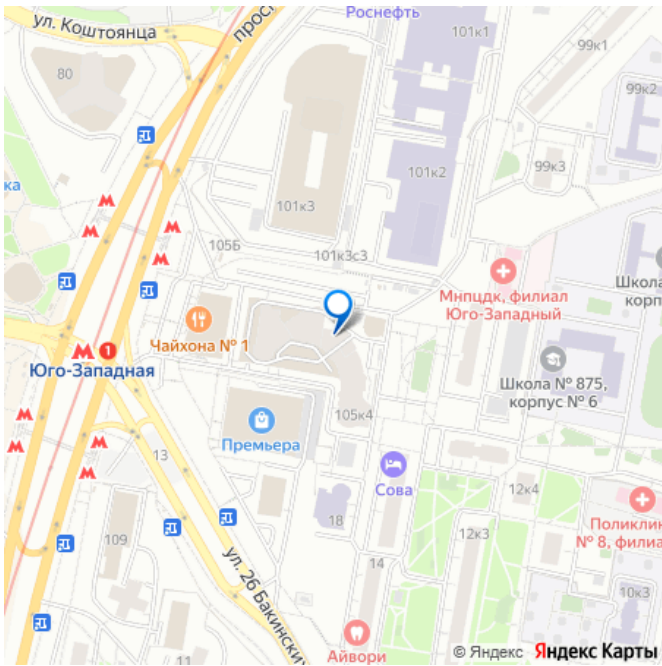 ул. Коштоянца
просп
Роснефть
101к1
99к1
80
99к2
101к2
99к3
ка
101к3
105Б
101к3с3
Мнпцдк, филиал
Юго-Западный
Школа
корп
Чайхона № 1
1
Юго-Западная
Школа № 875,
корпус № 6
105к4
Премьера
13
Сова
12к4
18
Поликлин
№ 8, филиа
109
12к3
14
ул. 26 Бакинских
10к3
11
Айвори
© Яндекс Яндекс Карты